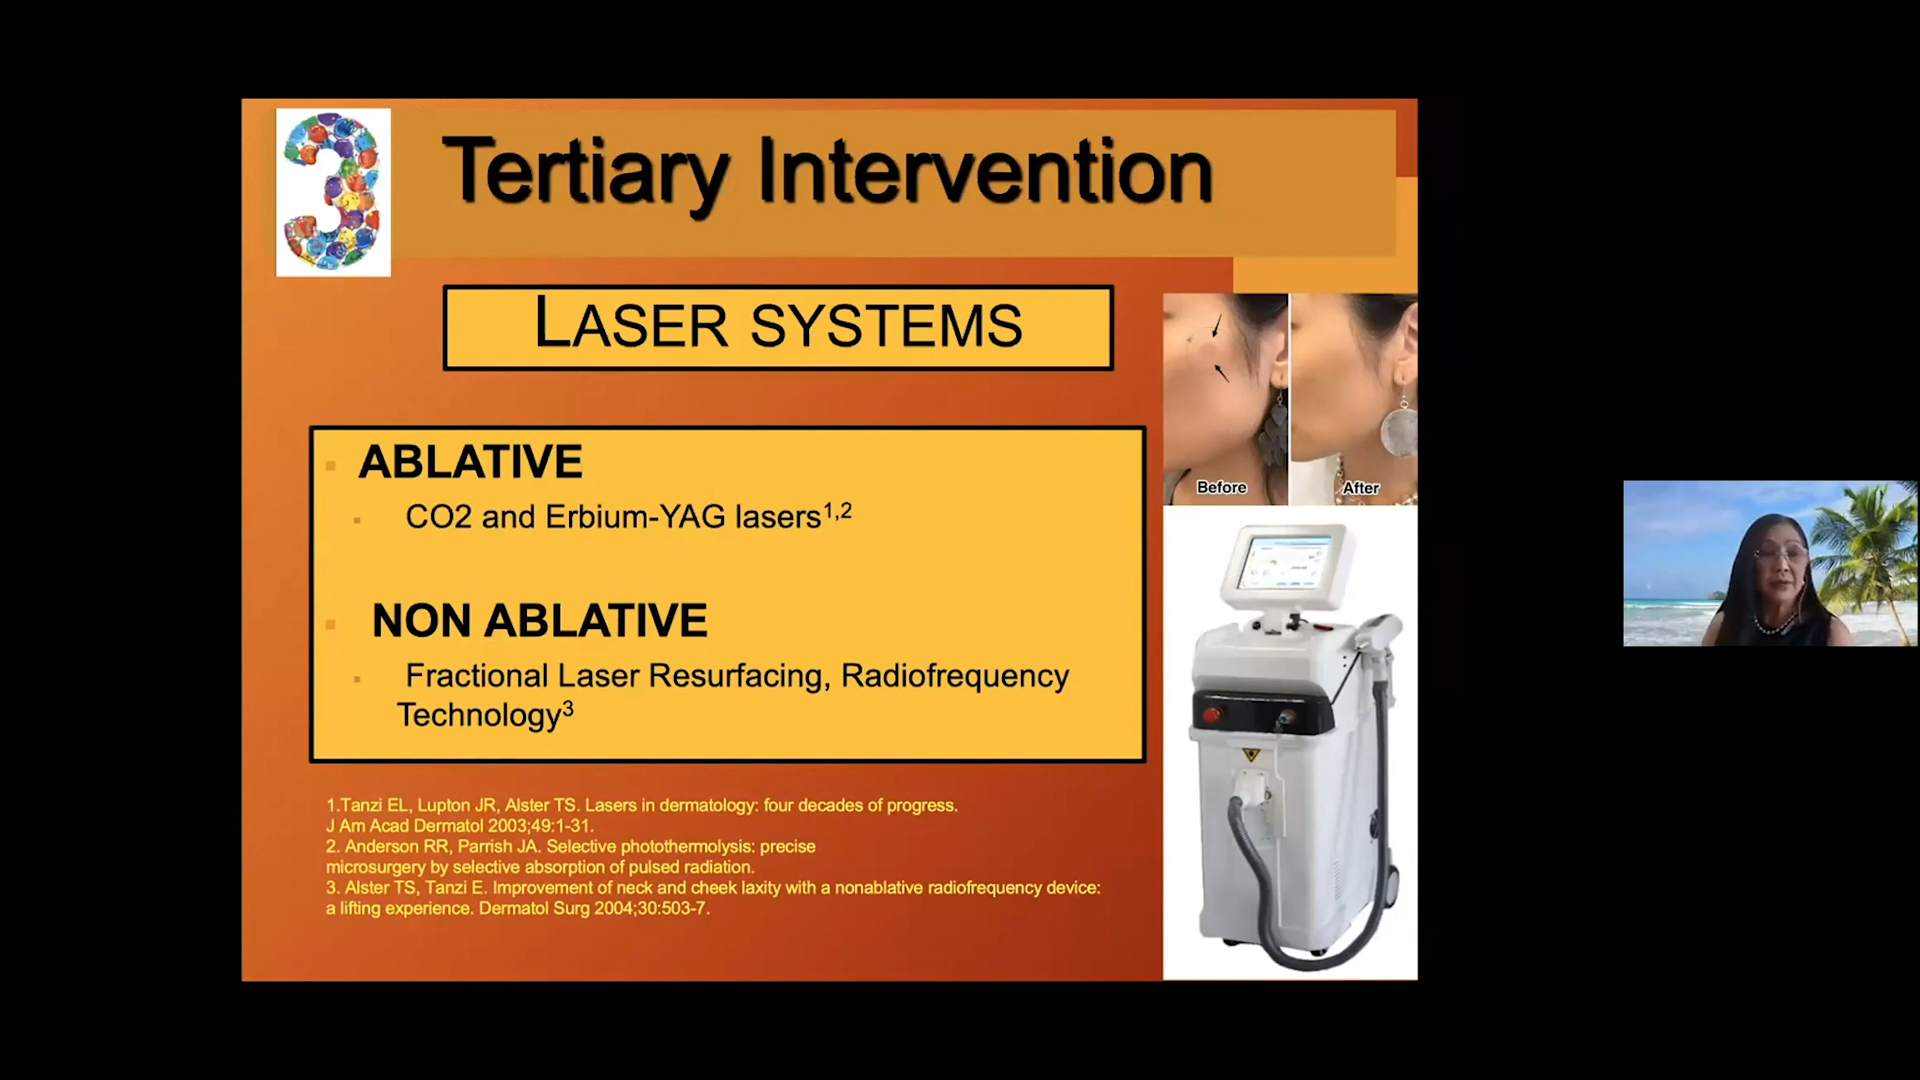 3
Tertiary Intervention
LASER SYSTEMS
ABLATIVE
CO2 and Erbium-YAG lasers1,2
NON ABLATIVE
Fractional Laser Resurfacing, Radiofrequency
Technology3
Before
After
1.Tanzi EL, Lupton JR, Alster TS. Lasers in dermatology: four decades of progress.
J Am Acad Dermatol 2003;49:1-31.
2. Anderson RR, Parrish JA. Selective photothermolysis: precise
microsurgery by selective absorption of pulsed radiation.
3. Alster TS, Tanzi E. Improvement of neck and cheek laxity with a nonablative radiofrequency device:
a lifting experience. Dermatol Surg 2004;30:503-7.